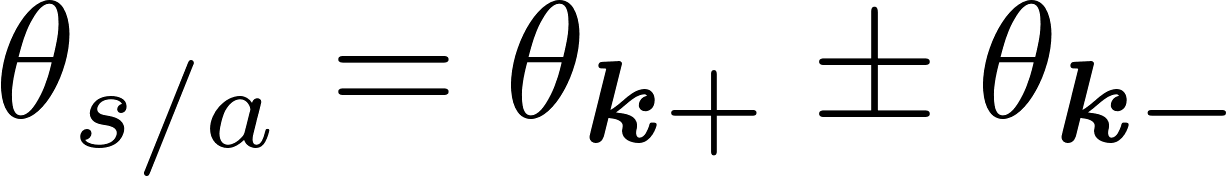 θ_{s/a} = θ_{𝒌+} ± θ_{𝒌−}